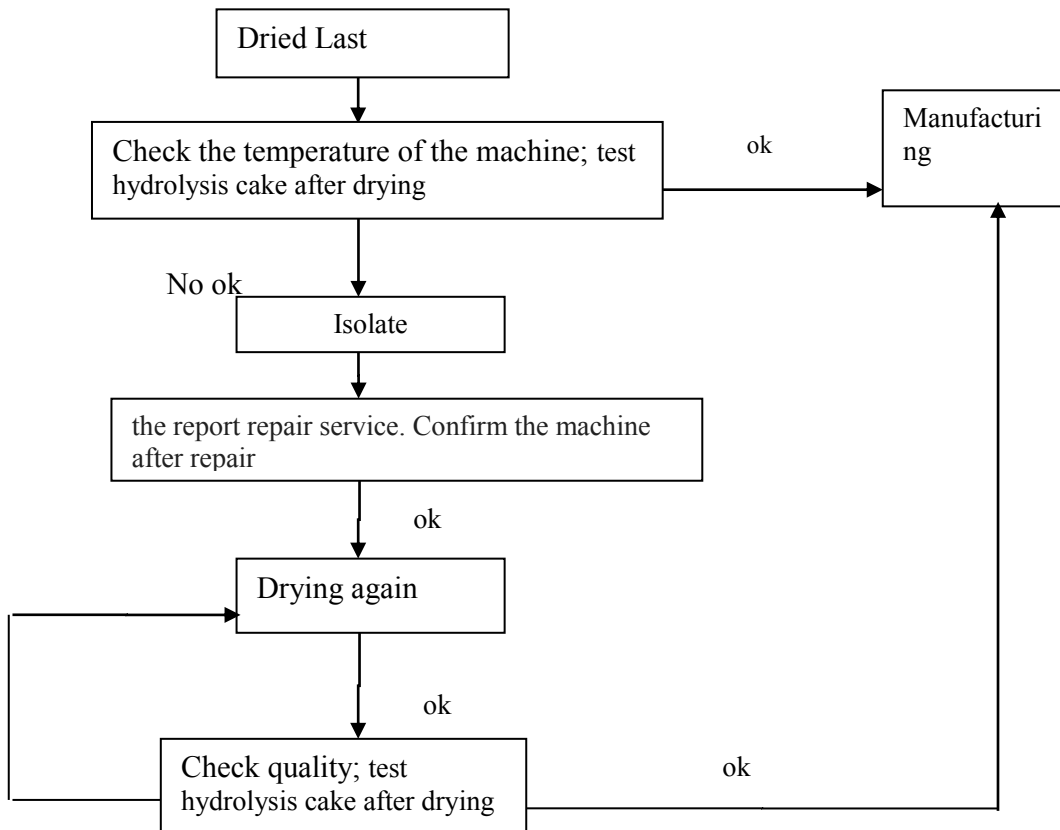 Dried Last
Check the temperature of the machine; test
hydrolysis cake after drying
ok
Manufacturi
ng
No ok
Isolate
the report repair service. Confirm the machine
after repair
ok
Drying again
ok
Check quality; test
hydrolysis cake after drying
ok